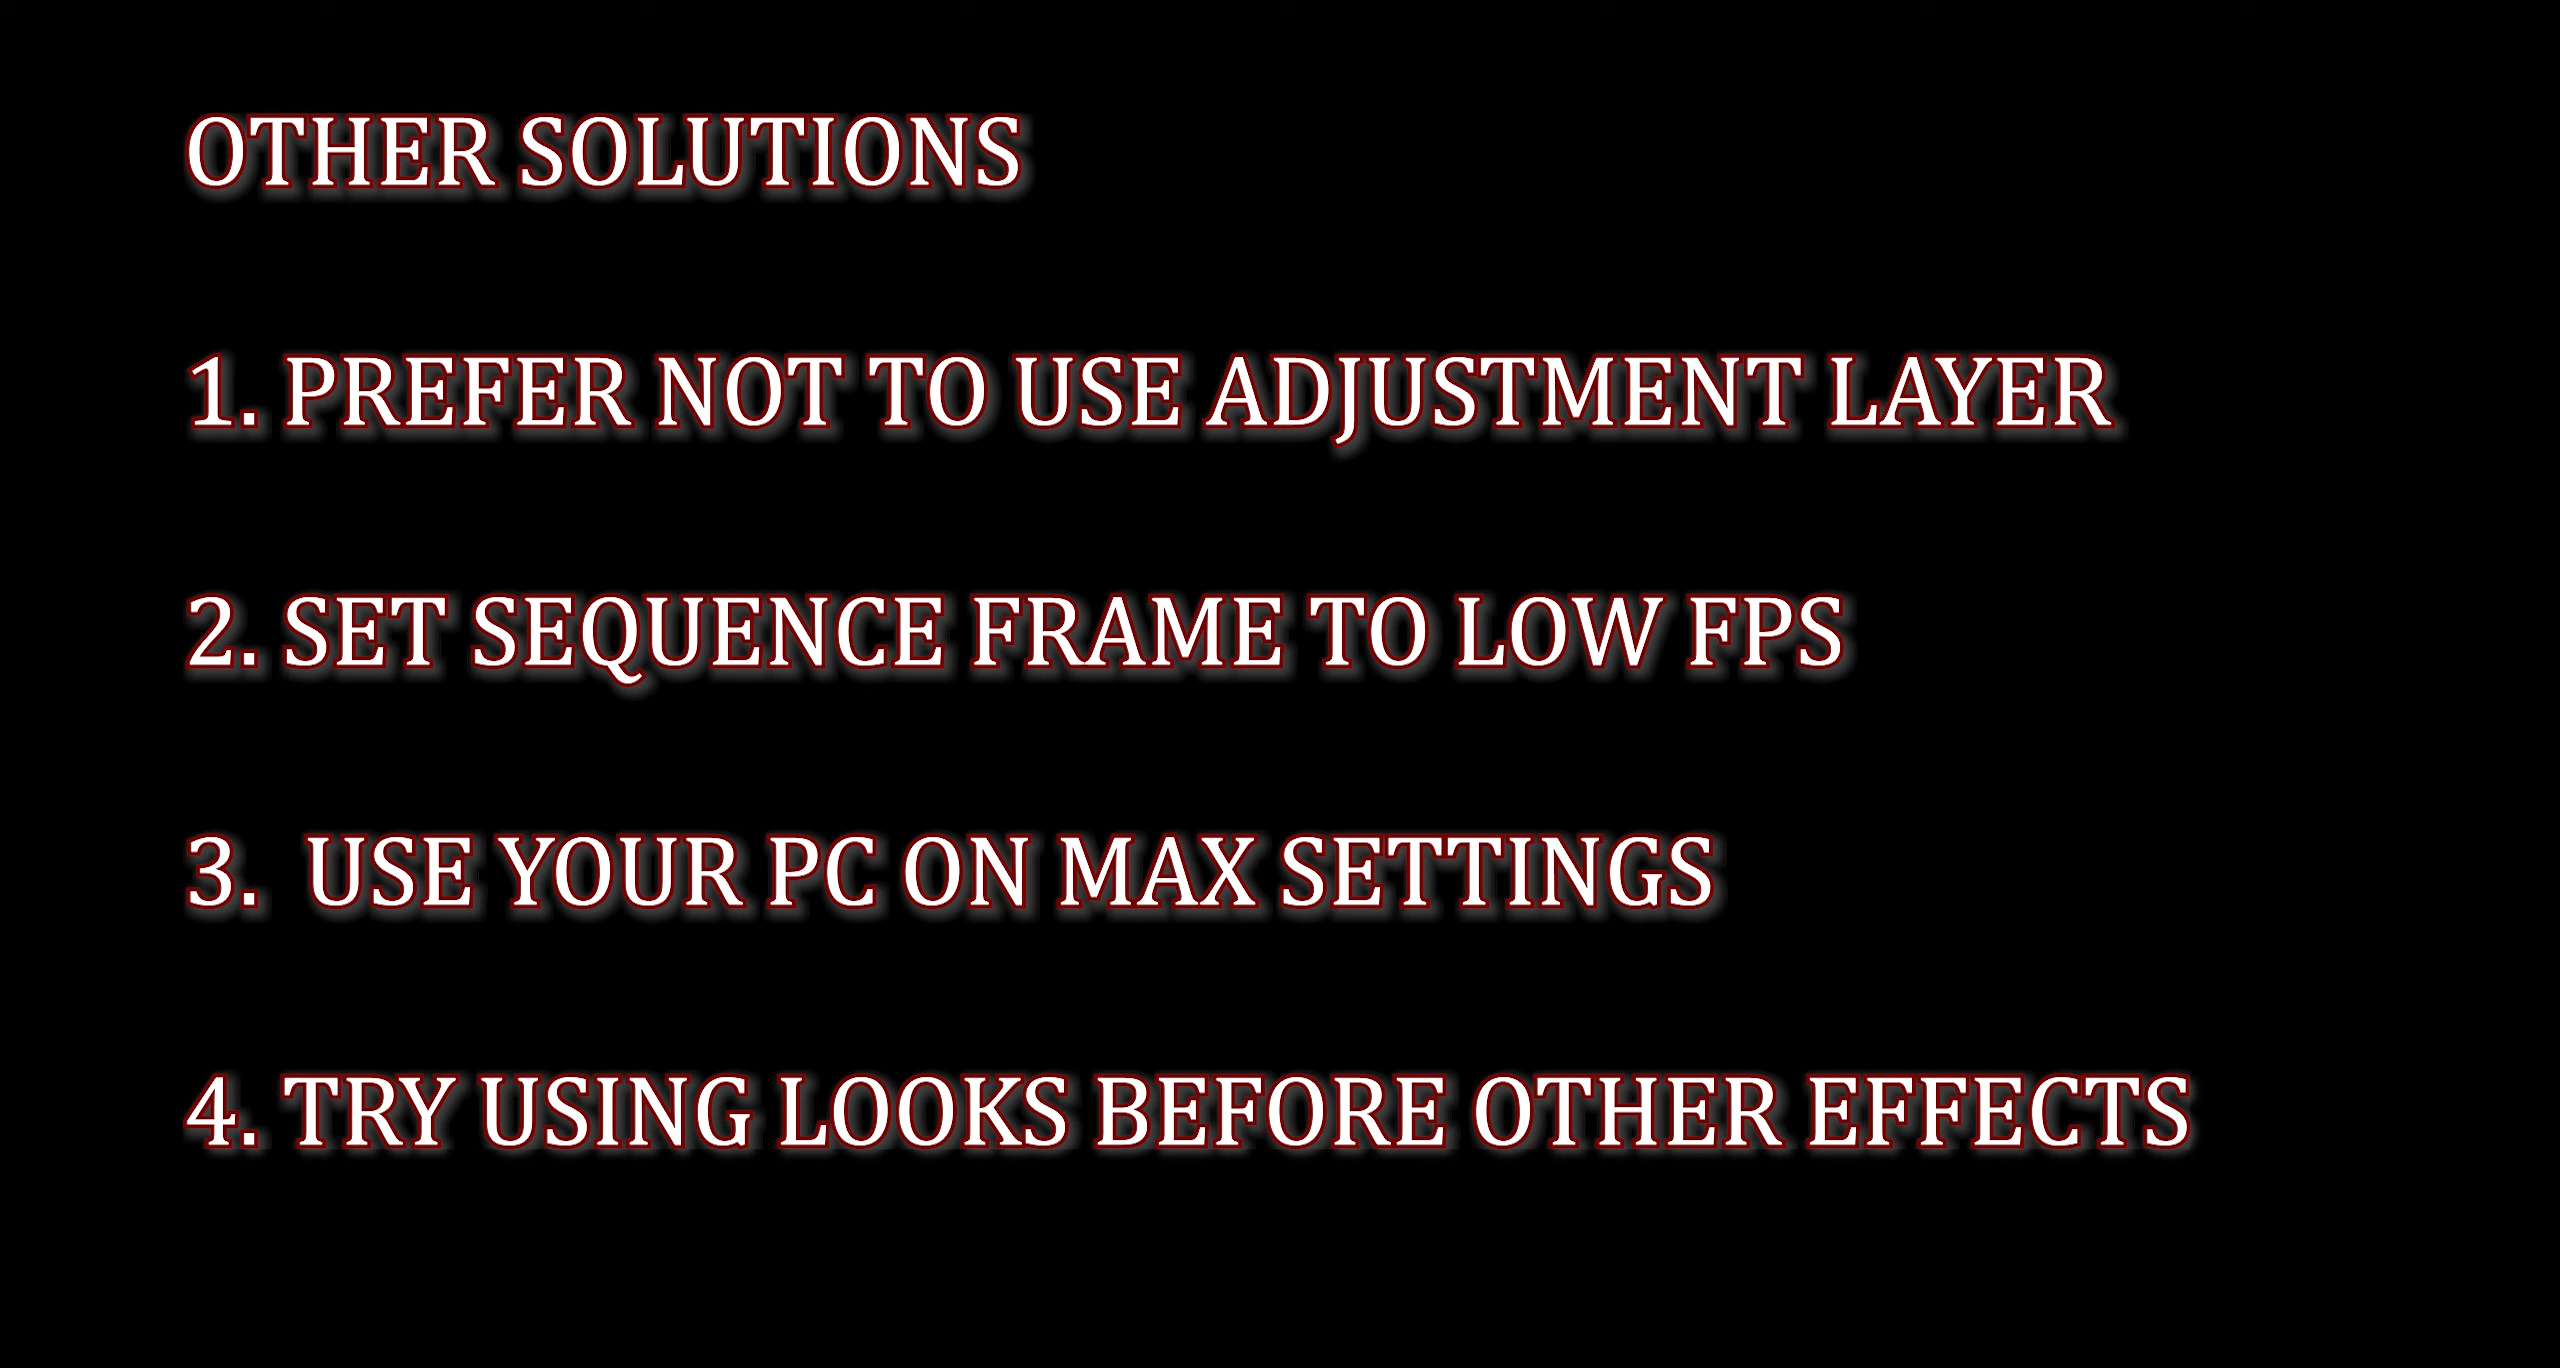 OTHER SOLUTIONS
1. PREFER NOT TO USE ADJUSTMENT LAYER
2. SET SEQUENCE FRAME TO LOW FPS
3.  USE YOUR PC ON MAX SETTINGS
4. TRY USING LOOKS BEFORE OTHER EFFECTS